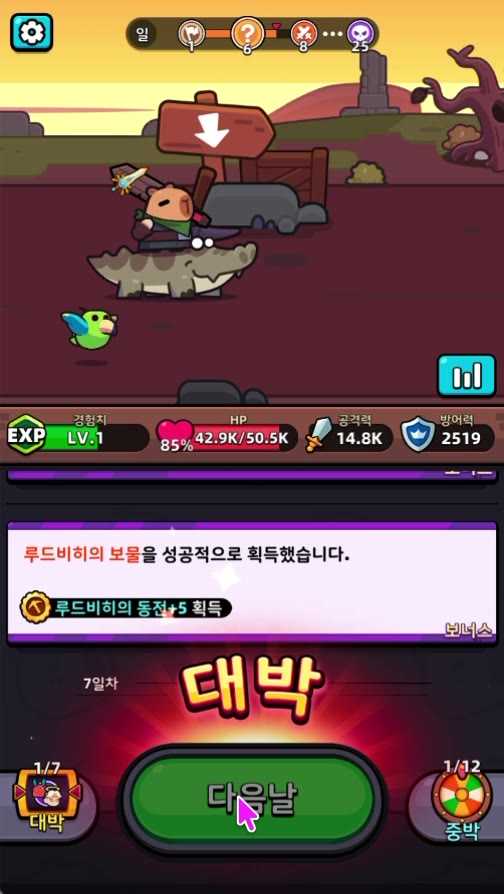 일
1
6
8
25
경험치
EXP LV.1
HP
85% 42.9K/50.5K
공격력
14.8K
방어력
2519
루드비히의 보물을 성공적으로 획득했습니다.
루드비히의 동전+5 획득
보너스
7일차
대박
1/7
대박
다음날
1/12
중박